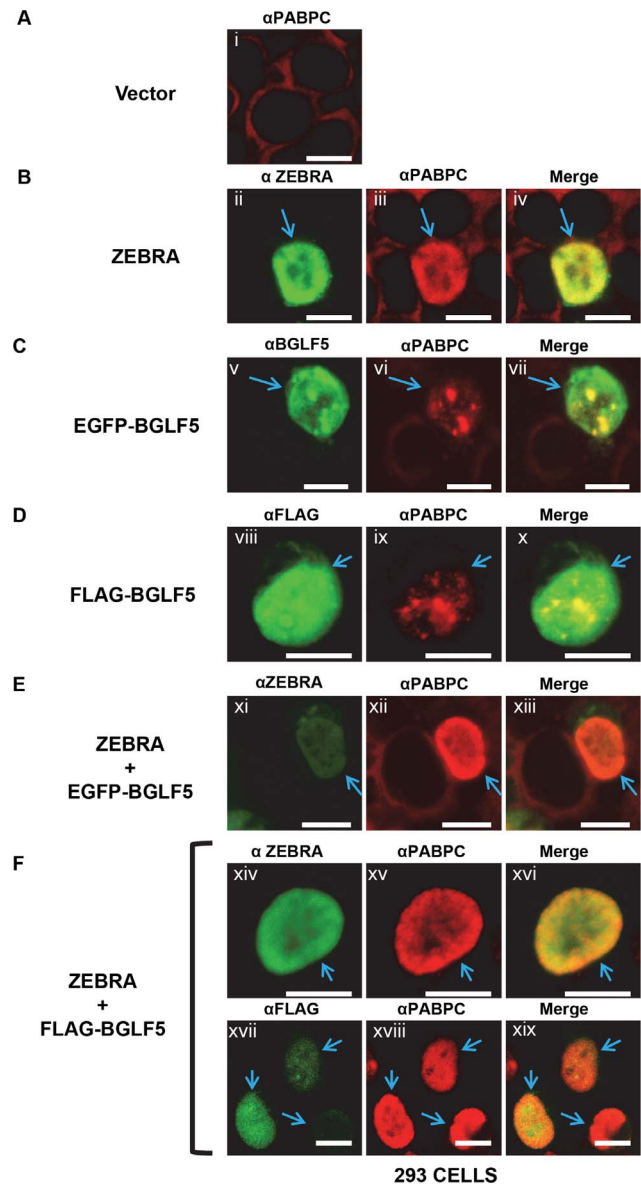 A
αPABPC
i
Vector
B
α ZEBRA αPABPC Merge
ii iii iv
ZEBRA
C
αBGLF5 αPABPC Merge
v vi vii
EGFP-BGLF5
D
αFLAG αPABPC Merge
viii ix x
FLAG-BGLF5
E
αZEBRA αPABPC Merge
xi xii xiii
ZEBRA
+
EGFP-BGLF5
F
α ZEBRA αPABPC Merge
xiv xv xvi
ZEBRA
+
FLAG-BGLF5
αFLAG αPABPC Merge
xvii xviii xix
293 CELLS